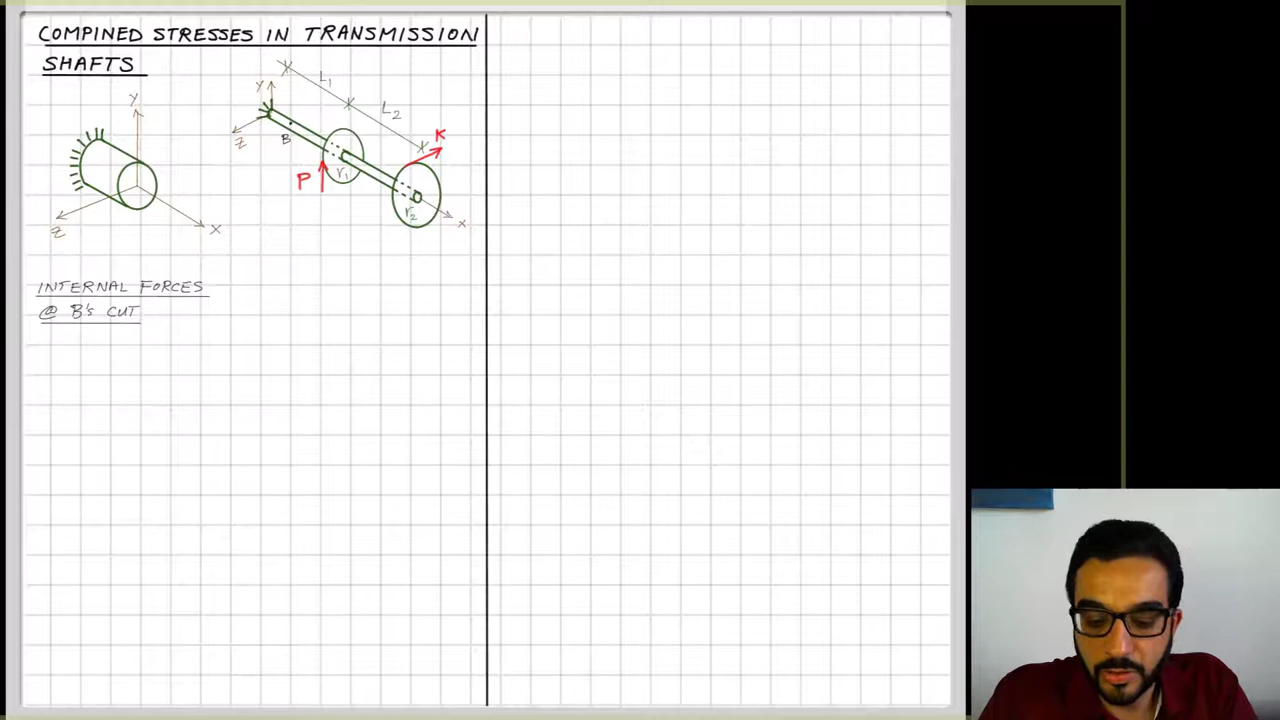 COMPINED STRESSES IN TRANSMISSION
SHAFTS
Y
Z
X
Y
Z
B
L1
L2
P
r1
K
r2
X
INTERNAL FORCES
@ B's CUT